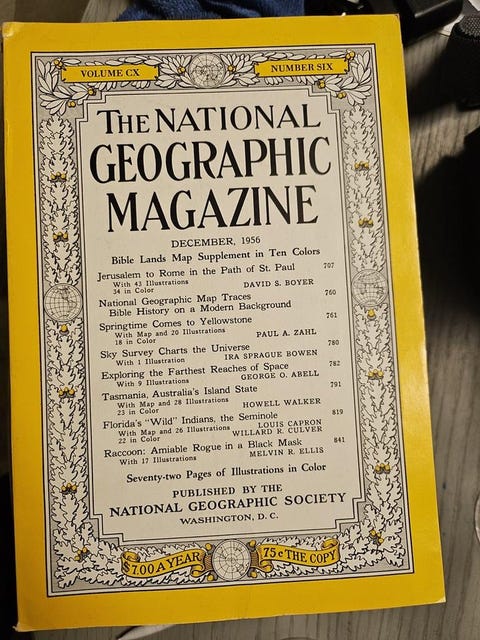 VOLUME CX
NUMBER SIX
THE NATIONAL
GEOGRAPHIC
MAGAZINE
DECEMBER, 1956
Bible Lands Map Supplement in Ten Colors
Jerusalem to Rome in the Path of St. Paul 707
With 43 Illustrations
34 in Color DAVID S. BOYER
National Geographic Map Traces 760
Bible History on a Modern Background
Springtime Comes to Yellowstone 761
With Map and 20 Illustrations
18 in Color PAUL A. ZAHL
Sky Survey Charts the Universe 780
With 1 Illustration IRA SPRAGUE BOWEN
Exploring the Farthest Reaches of Space 782
With 9 Illustrations GEORGE O. ABELL
Tasmania, Australia's Island State 791
With Map and 28 Illustrations
23 in Color HOWELL WALKER
Florida's "Wild" Indians, the Seminole 819
With Map and 26 Illustrations LOUIS CAPRON
22 in Color WILLARD R. CULVER
Raccoon: Amiable Rogue in a Black Mask 841
With 17 Illustrations MELVIN R. ELLIS
Seventy-two Pages of Illustrations in Color
PUBLISHED BY THE
NATIONAL GEOGRAPHIC SOCIETY
WASHINGTON, D. C.
$7.00 A YEAR
75c THE COPY